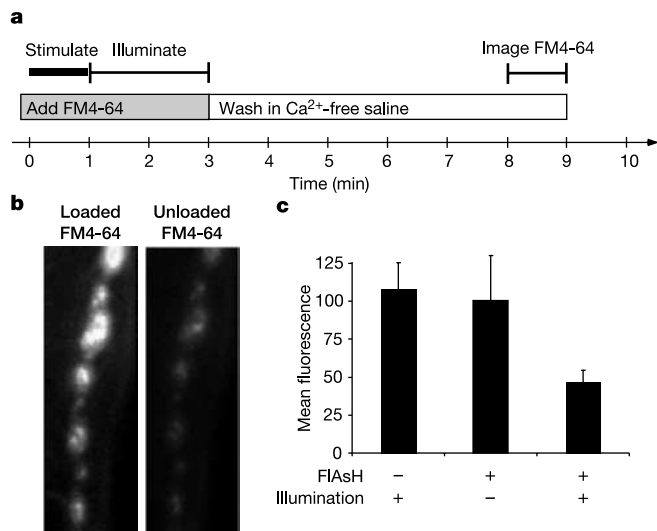 a
Stimulate Illuminate Image FM4-64
Add FM4-64 Wash in Ca²⁺-free saline
0 1 2 3 4 5 6 7 8 9 10
Time (min)
b
Loaded FM4-64
Unloaded FM4-64
c
Mean fluorescence
125
100
75
50
25
0
FlAsH – + +
Illumination + – +